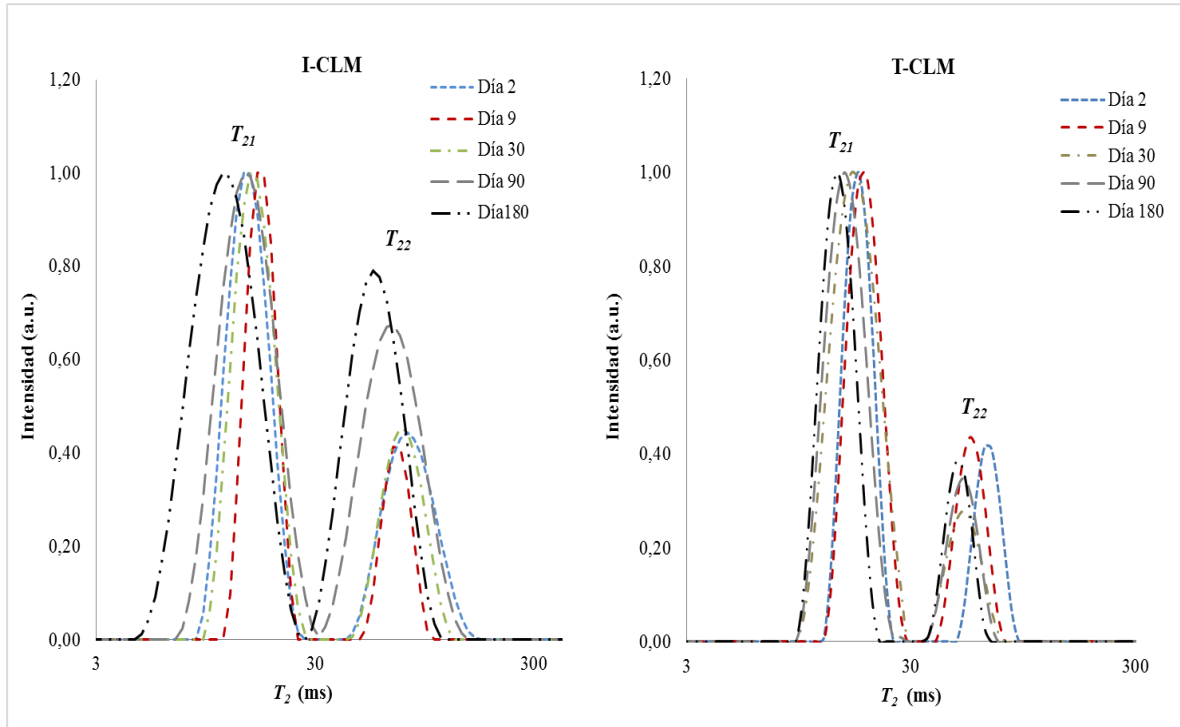 I-CLM
1,20
1,00
0,80
0,60
0,40
0,20
0,00
Intensidad (a.u.)
3
30
300
T2 (ms)
T21
T22
Día 2
Día 9
Día 30
Día 90
Día180
T-CLM
1,20
1,00
0,80
0,60
0,40
0,20
0,00
Intensidad (a.u.)
3
30
300
T2 (ms)
T21
T22
Día 2
Día 9
Día 30
Día 90
Día 180